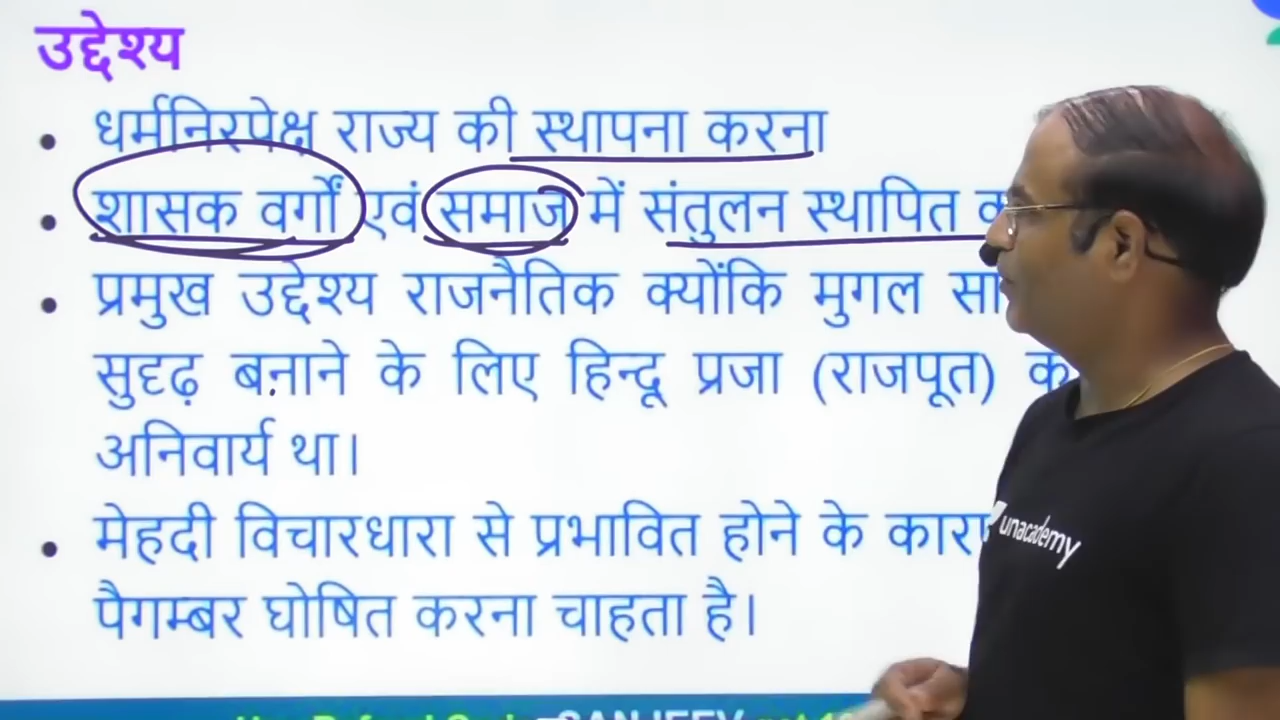 उद्देश्य
धर्मनिरपेक्ष राज्य की स्थापना करना
शासक वर्गों एवं समाज में संतुलन स्थापित
प्रमुख उद्देश्य राजनैतिक क्योंकि मुगल
सुदृढ़ बनाने के लिए हिन्दू प्रजा (राजपूत)
अनिवार्य था।
मेहदी विचारधारा से प्रभावित होने के
पैगम्बर घोषित करना चाहता है।
unacademy